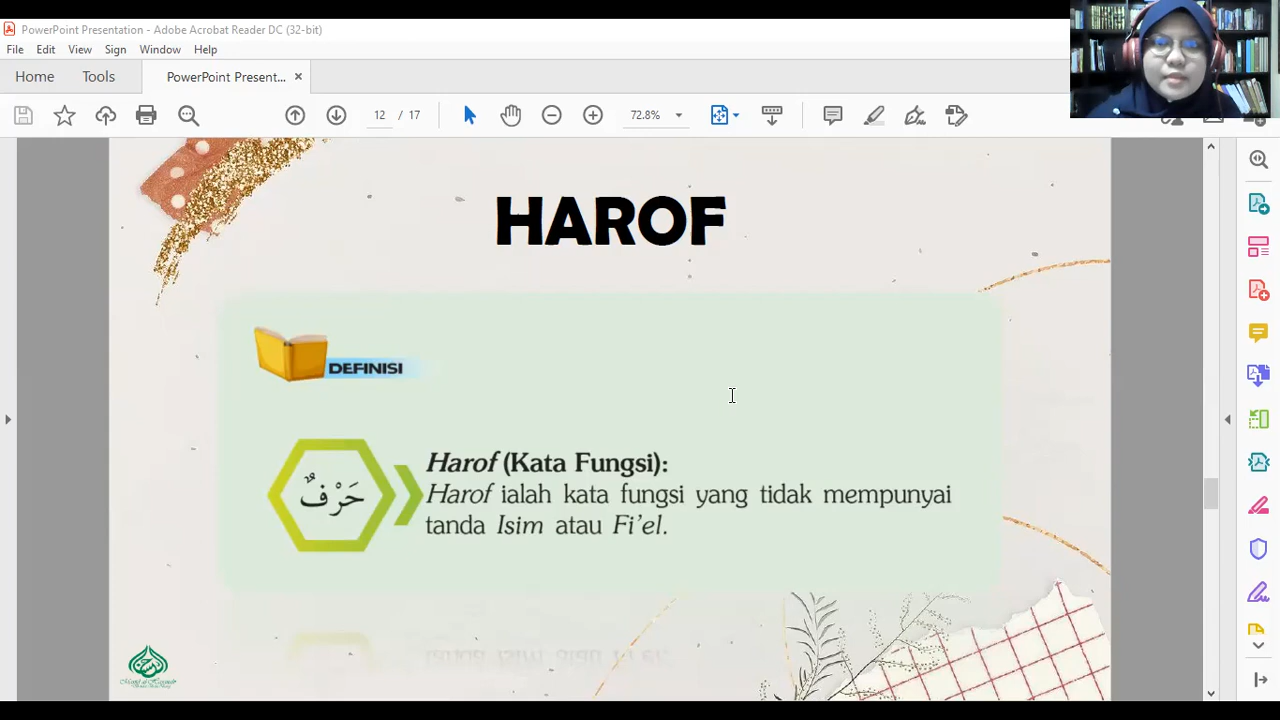 PowerPoint Presentation - Adobe Acrobat Reader DC (32-bit)
File Edit View Sign Window Help
Home Tools PowerPoint Present... ×
12 / 17 72.8%
HAROF
DEFINISI
حَرْفٌ
Harof (Kata Fungsi):
Harof ialah kata fungsi yang tidak mempunyai
tanda Isim atau Fi'el.